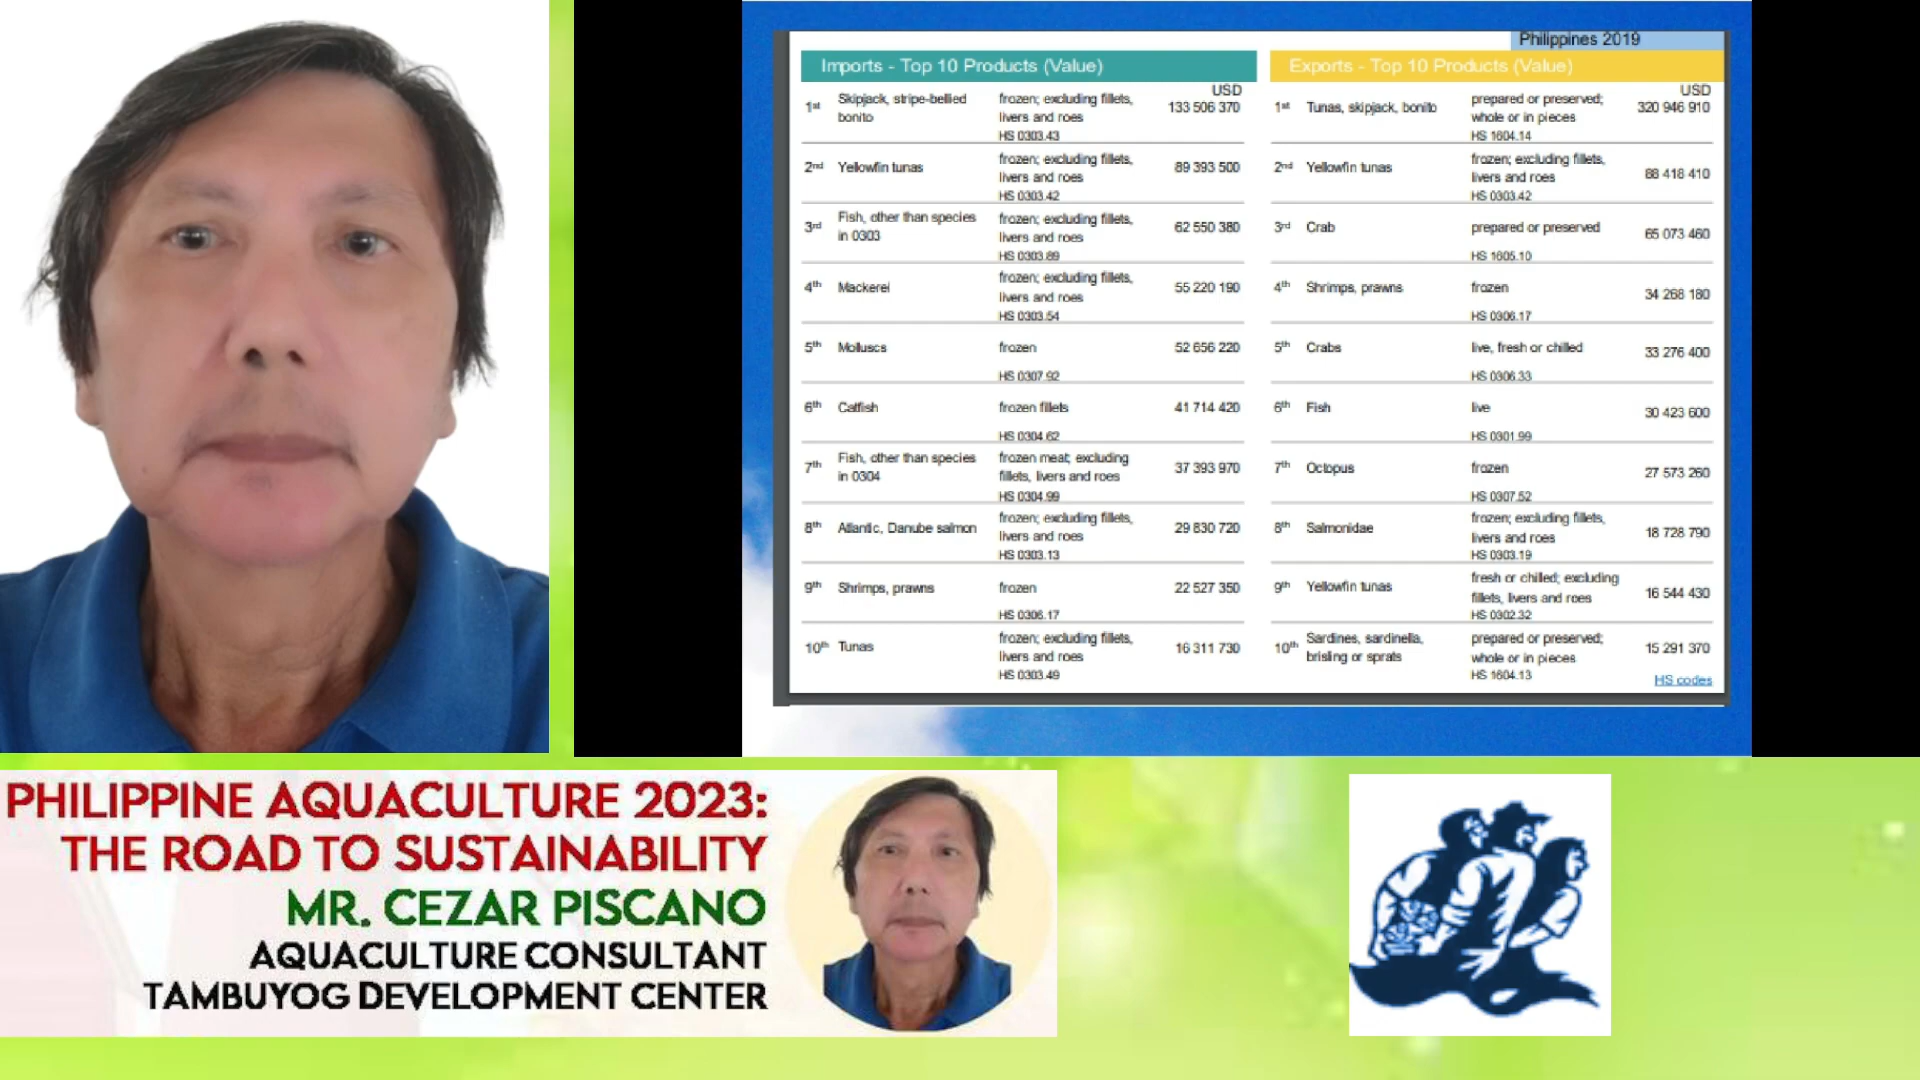 Philippines 2019
Imports - Top 10 Products (Value)
USD
1st Skipjack, stripe-bellied bonito frozen; excluding fillets, livers and roes HS 0303.43 133 506 370
2nd Yellowfin tunas frozen; excluding fillets, livers and roes HS 0303.42 89 393 500
3rd Fish, other than species in 0303 frozen; excluding fillets, livers and roes HS 0303.89 62 550 380
4th Mackerel frozen; excluding fillets, livers and roes HS 0303.54 55 220 190
5th Molluscs frozen HS 0307.92 52 656 220
6th Catfish frozen fillets HS 0304.62 41 714 420
7th Fish, other than species in 0304 frozen meat; excluding fillets, livers and roes HS 0304.99 37 393 970
8th Atlantic, Danube salmon frozen; excluding fillets, livers and roes HS 0303.13 29 830 720
9th Shrimps, prawns frozen HS 0306.17 22 527 350
10th Tunas frozen; excluding fillets, livers and roes HS 0303.49 16 311 730
Exports - Top 10 Products (Value)
USD
1st Tunas, skipjack, bonito prepared or preserved; whole or in pieces HS 1604.14 320 946 910
2nd Yellowfin tunas frozen; excluding fillets, livers and roes HS 0303.42 88 418 410
3rd Crab prepared or preserved HS 1605.10 65 073 460
4th Shrimps, prawns frozen HS 0306.17 34 268 180
5th Crabs live, fresh or chilled HS 0306.33 33 276 400
6th Fish live HS 0301.99 30 423 600
7th Octopus frozen HS 0307.52 27 573 260
8th Salmonidae frozen; excluding fillets, livers and roes HS 0303.19 18 728 790
9th Yellowfin tunas fresh or chilled; excluding fillets, livers and roes HS 0302.32 16 544 430
10th Sardines, sardinella, brisling or sprats prepared or preserved; whole or in pieces HS 1604.13 15 291 370
HS codes
PHILIPPINE AQUACULTURE 2023:
THE ROAD TO SUSTAINABILITY
MR. CEZAR PISCANO
AQUACULTURE CONSULTANT
TAMBUYOG DEVELOPMENT CENTER